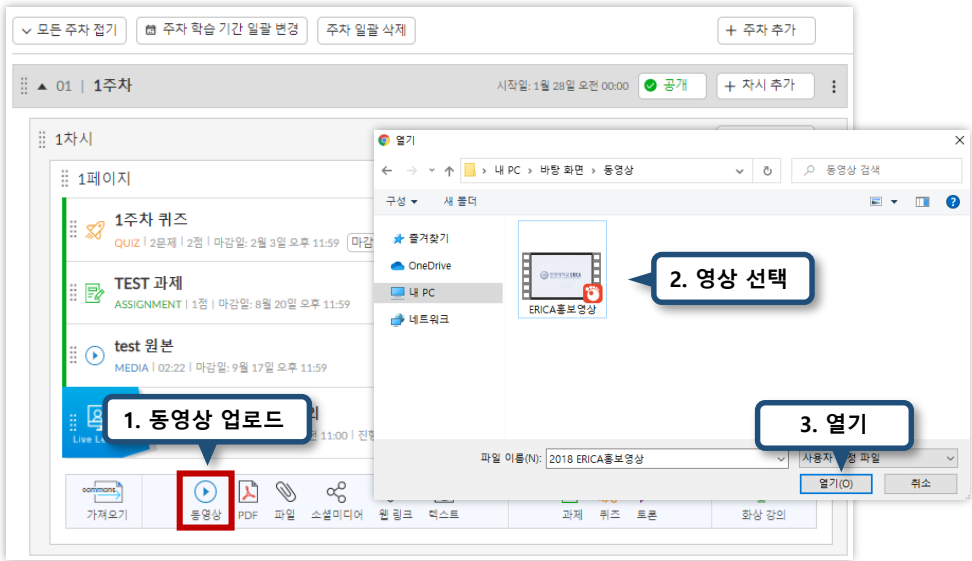 모든 주차 접기
주차 학습 기간 일괄 변경
주차 일괄 삭제
+ 주차 추가
01 | 1주차
시작일: 1월 28일 오전 00:00
공개
+ 차시 추가
1차시
1페이지
1주차 퀴즈
QUIZ | 2문제 | 2점 | 마감일: 2월 3일 오후 11:59
마감
TEST 과제
ASSIGNMENT | 1점 | 마감일: 8월 20일 오후 11:59
test 원본
MEDIA | 02:22 | 마감일: 9월 17일 오후 11:59
11:00 | 진행
1. 동영상 업로드
commons
가져오기
동영상
PDF
파일
소셜미디어
웹 링크
텍스트
과제
퀴즈
토론
화상 강의
열기
내 PC › 바탕 화면 › 동영상
동영상 검색
구성
새 폴더
즐겨찾기
OneDrive
내 PC
네트워크
ERICA홍보영상
2. 영상 선택
3. 열기
파일 이름(N):
2018 ERICA홍보영상
열기(O)
취소